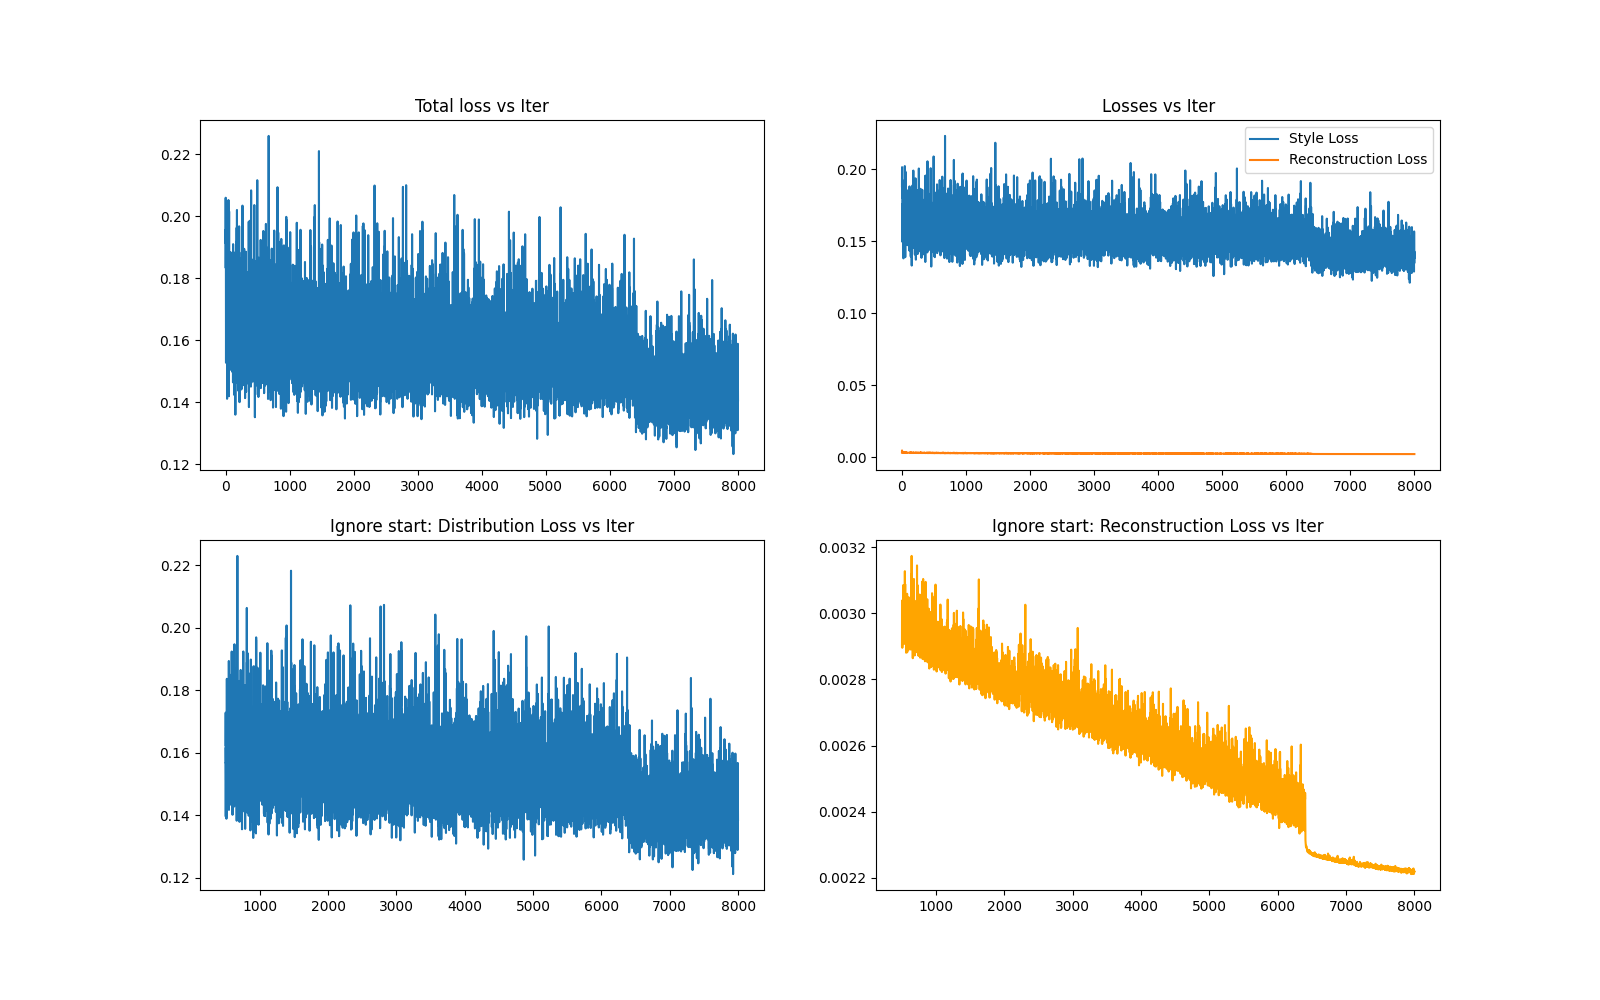 Total loss vs Iter
0.22
0.20
0.18
0.16
0.14
0.12
0 1000 2000 3000 4000 5000 6000 7000 8000
Losses vs Iter
Style Loss
Reconstruction Loss
0.20
0.15
0.10
0.05
0.00
0 1000 2000 3000 4000 5000 6000 7000 8000
Ignore start: Distribution Loss vs Iter
0.22
0.20
0.18
0.16
0.14
0.12
1000 2000 3000 4000 5000 6000 7000 8000
Ignore start: Reconstruction Loss vs Iter
0.0032
0.0030
0.0028
0.0026
0.0024
0.0022
1000 2000 3000 4000 5000 6000 7000 8000